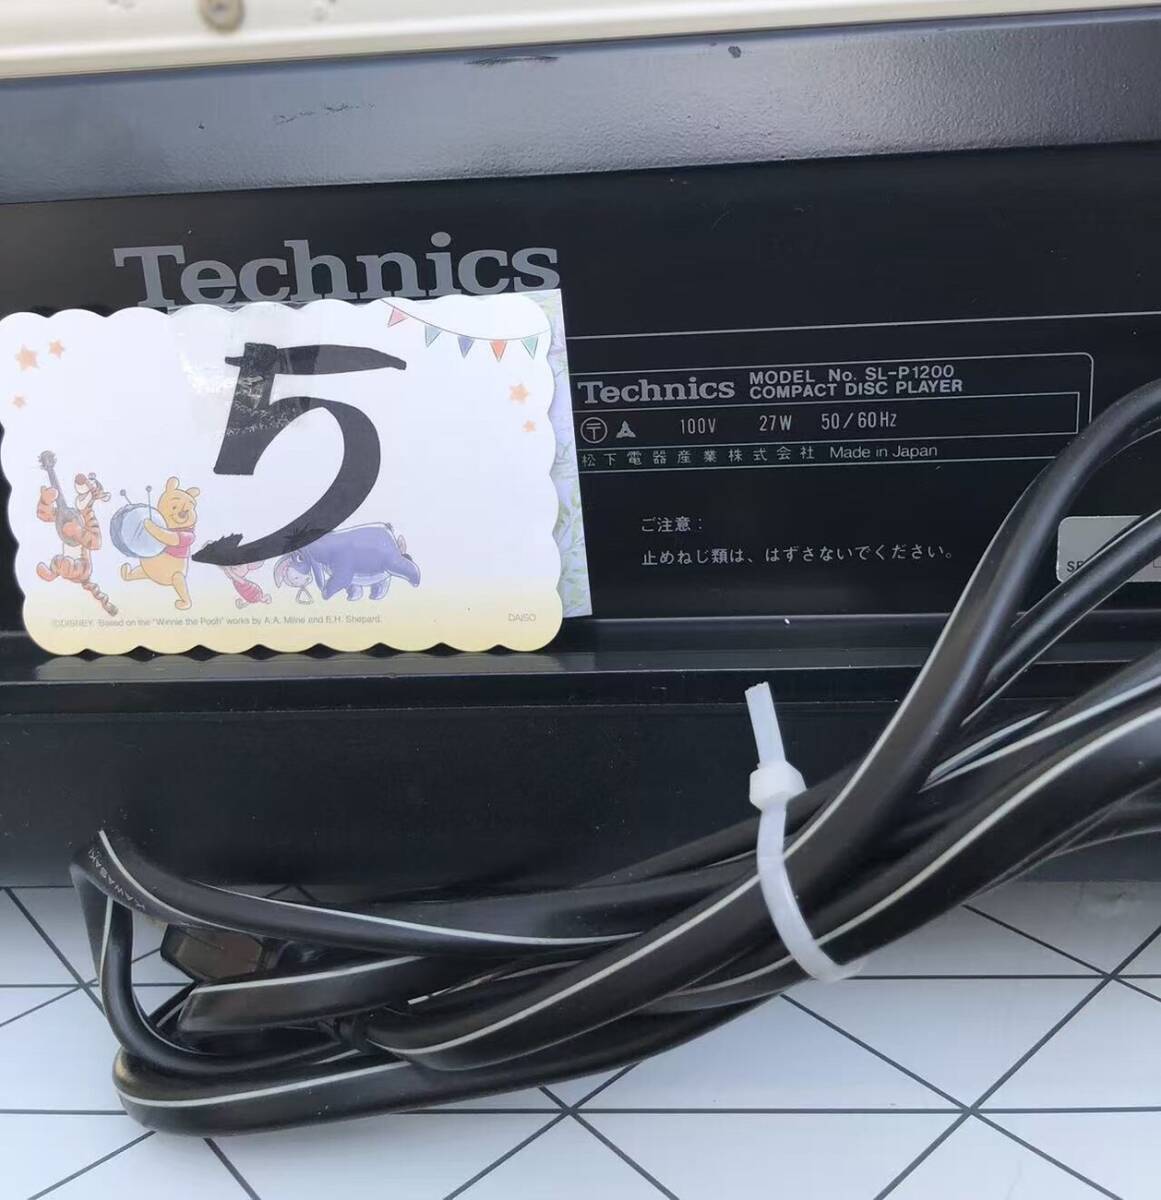 Technics
5
©DISNEY. Based on the "Winnie the Pooh" works by A.A. Milne and E.H. Shepard.
DAISO
Technics MODEL No. SL-P1200
COMPACT DISC PLAYER
〒 100V 27W 50/60Hz
松下電器産業株式会社 Made in Japan
ご注意：
止めねじ類は、はずさないでください。
KAWASAKI